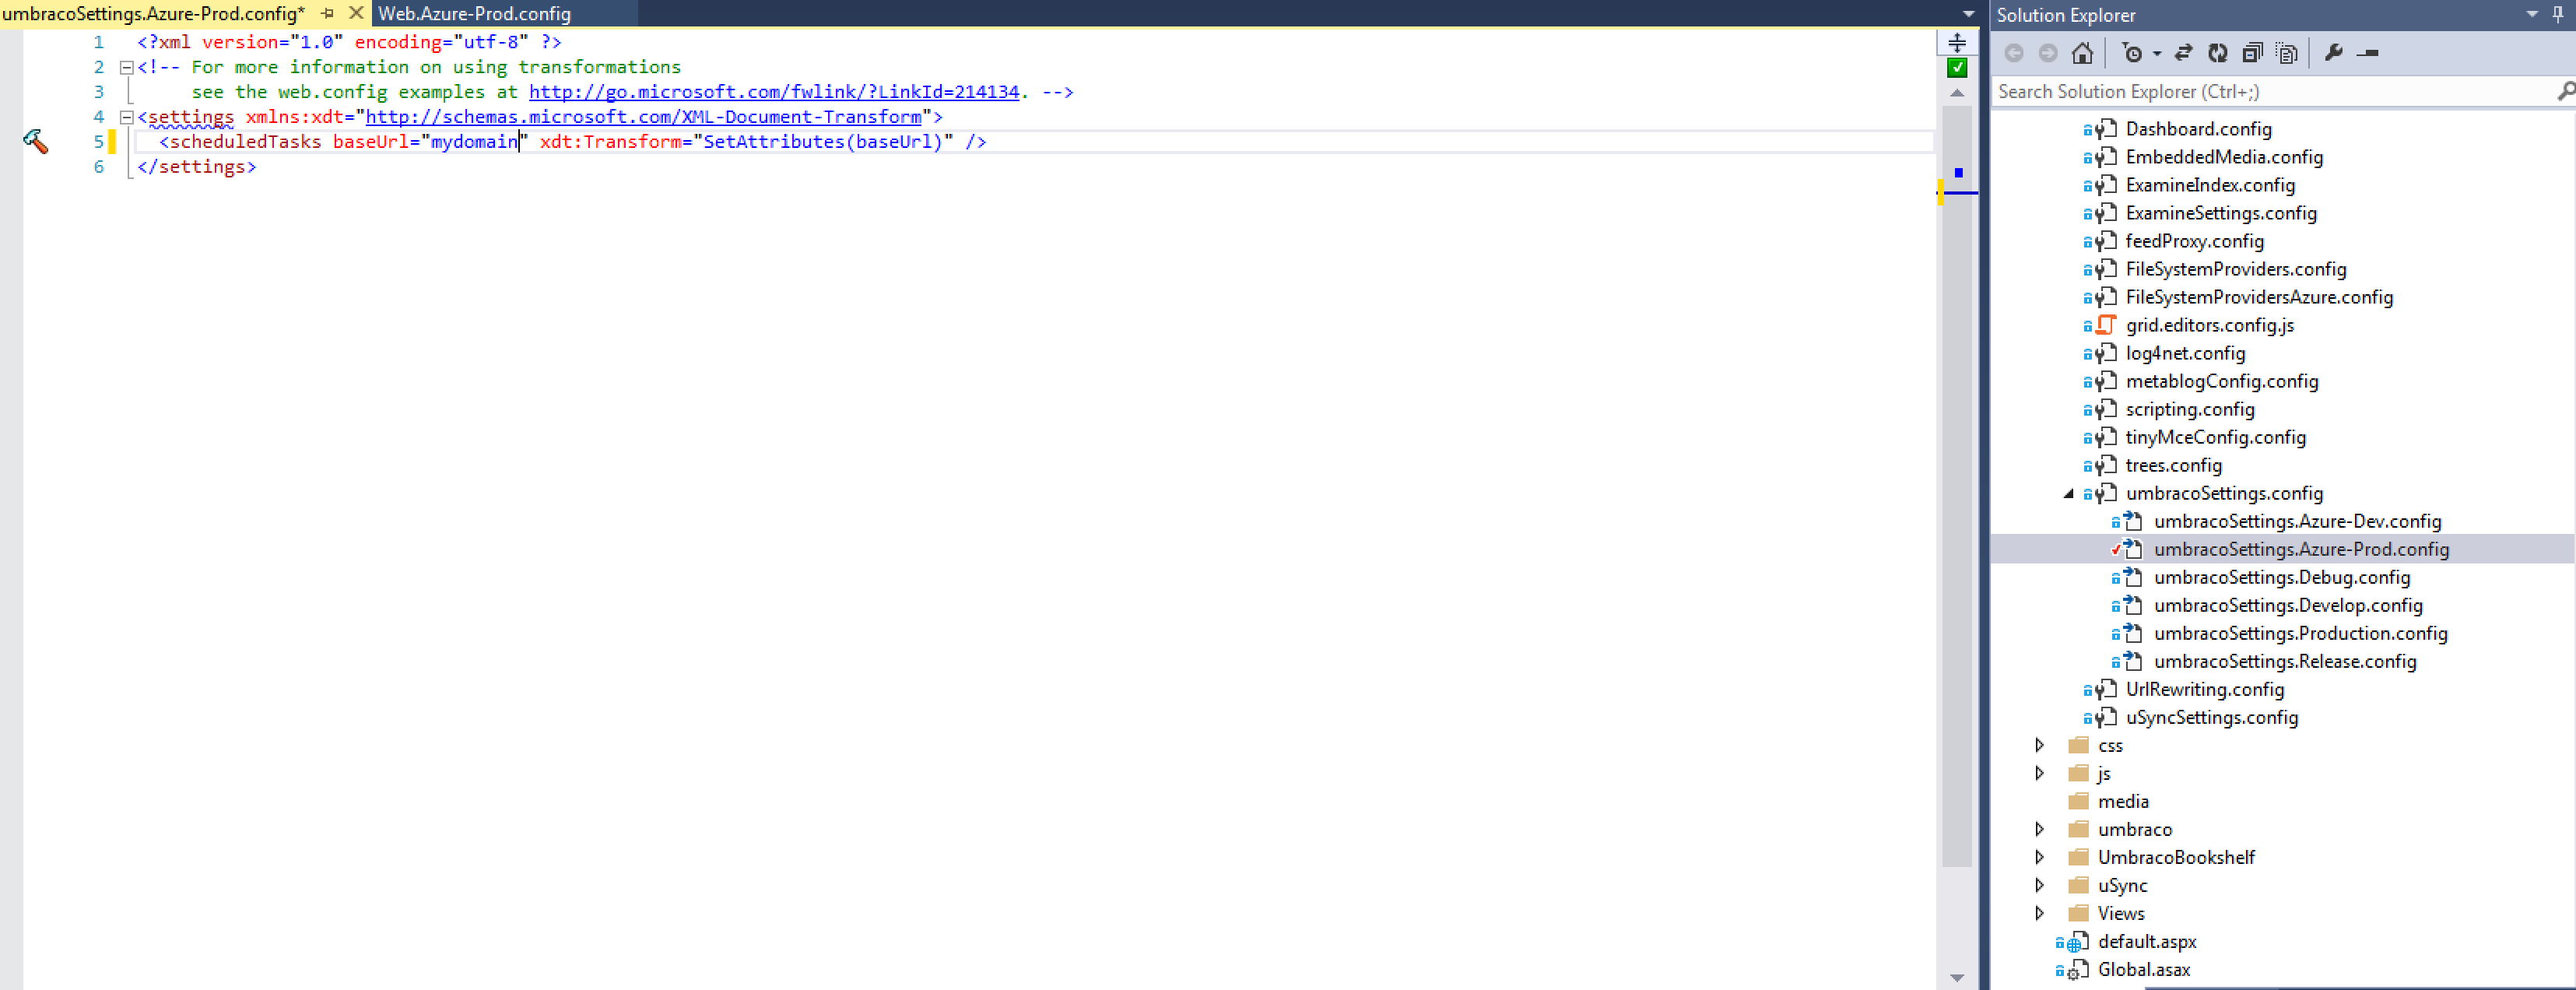 umbracoSettings.Azure-Prod.config*
Web.Azure-Prod.config
1 <?xml version="1.0" encoding="utf-8" ?>
2 <!-- For more information on using transformations
3 see the web.config examples at http://go.microsoft.com/fwlink/?LinkId=214134. -->
4 <settings xmlns:xdt="http://schemas.microsoft.com/XML-Document-Transform">
5 <scheduledTasks baseUrl="mydomain" xdt:Transform="SetAttributes(baseUrl)" />
6 </settings>
Solution Explorer
Search Solution Explorer (Ctrl+;)
Dashboard.config
EmbeddedMedia.config
ExamineIndex.config
ExamineSettings.config
feedProxy.config
FileSystemProviders.config
FileSystemProvidersAzure.config
grid.editors.config.js
log4net.config
metablogConfig.config
scripting.config
tinyMceConfig.config
trees.config
umbracoSettings.config
umbracoSettings.Azure-Dev.config
umbracoSettings.Azure-Prod.config
umbracoSettings.Debug.config
umbracoSettings.Develop.config
umbracoSettings.Production.config
umbracoSettings.Release.config
UrlRewriting.config
uSyncSettings.config
css
js
media
umbraco
UmbracoBookshelf
uSync
Views
default.aspx
Global.asax